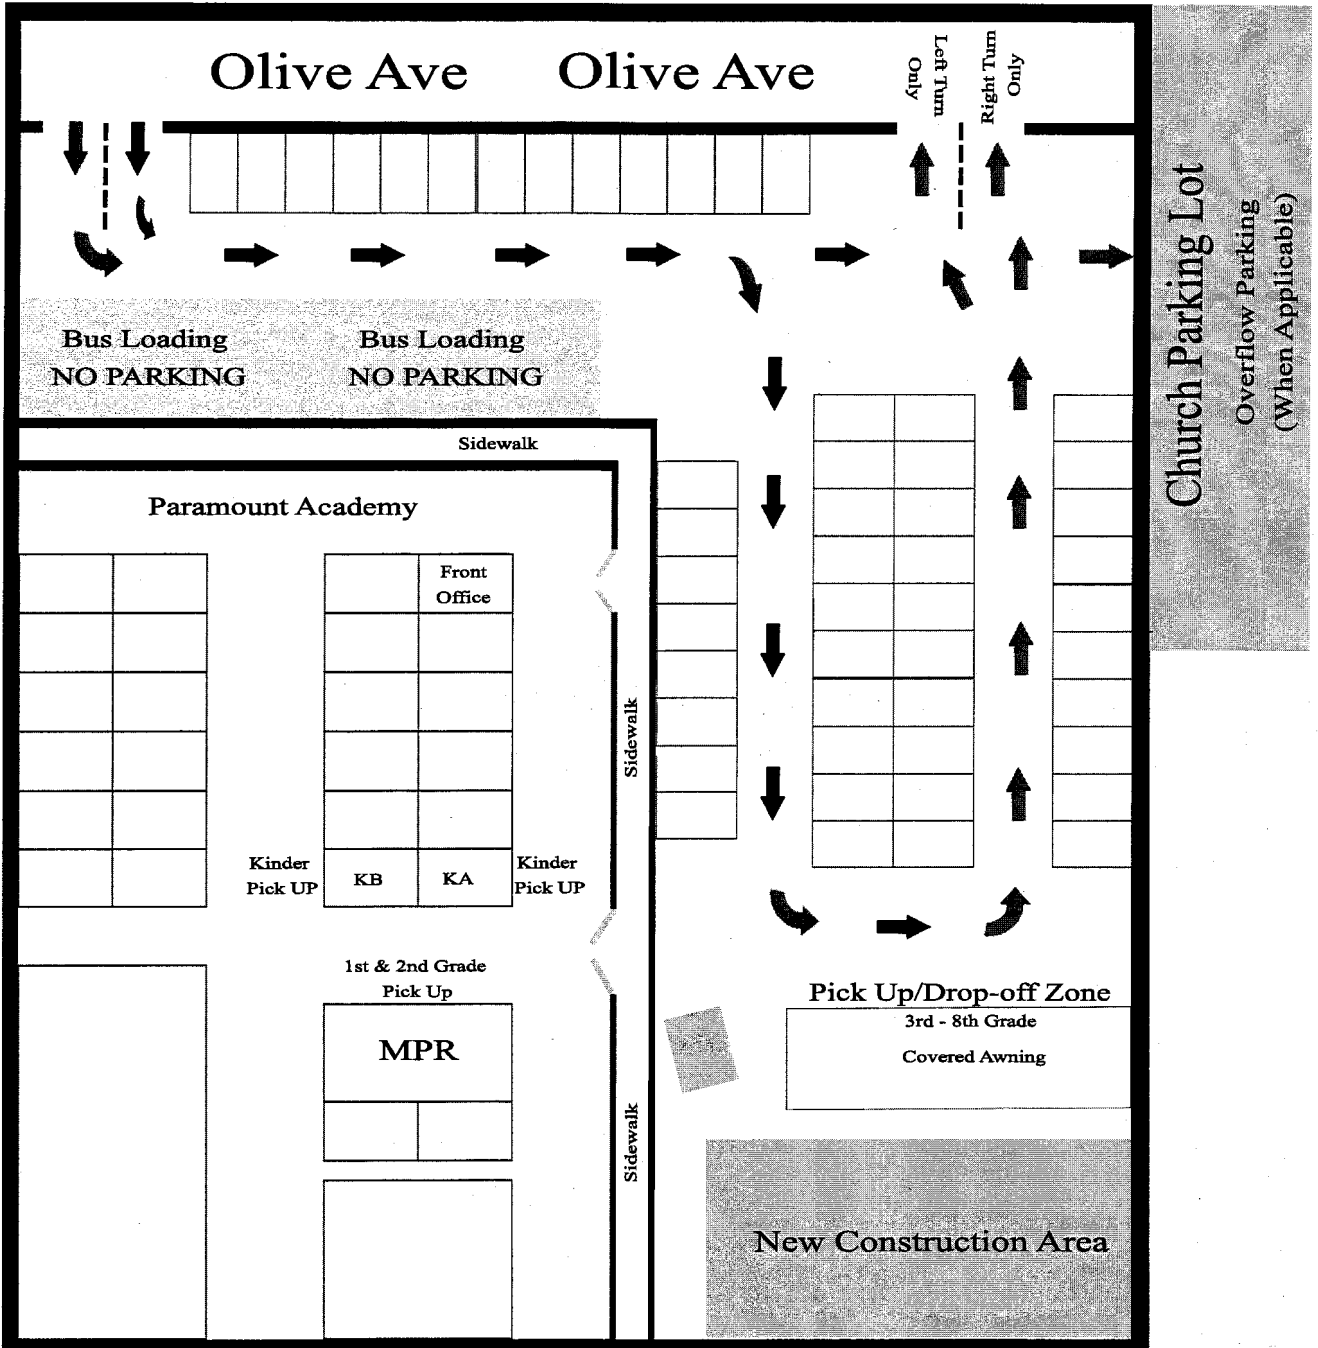 Olive Ave
Olive Ave
Left Turn
Only
Right Turn
Only
Church Parking Lot
Overflow Parking
(When Applicable)
Bus Loading
NO PARKING
Bus Loading
NO PARKING
Sidewalk
Paramount Academy
Front
Office
Sidewalk
Kinder
Pick UP
KB
KA
Kinder
Pick UP
1st & 2nd Grade
Pick Up
MPR
Pick Up/Drop-off Zone
3rd - 8th Grade
Covered Awning
Sidewalk
New Construction Area